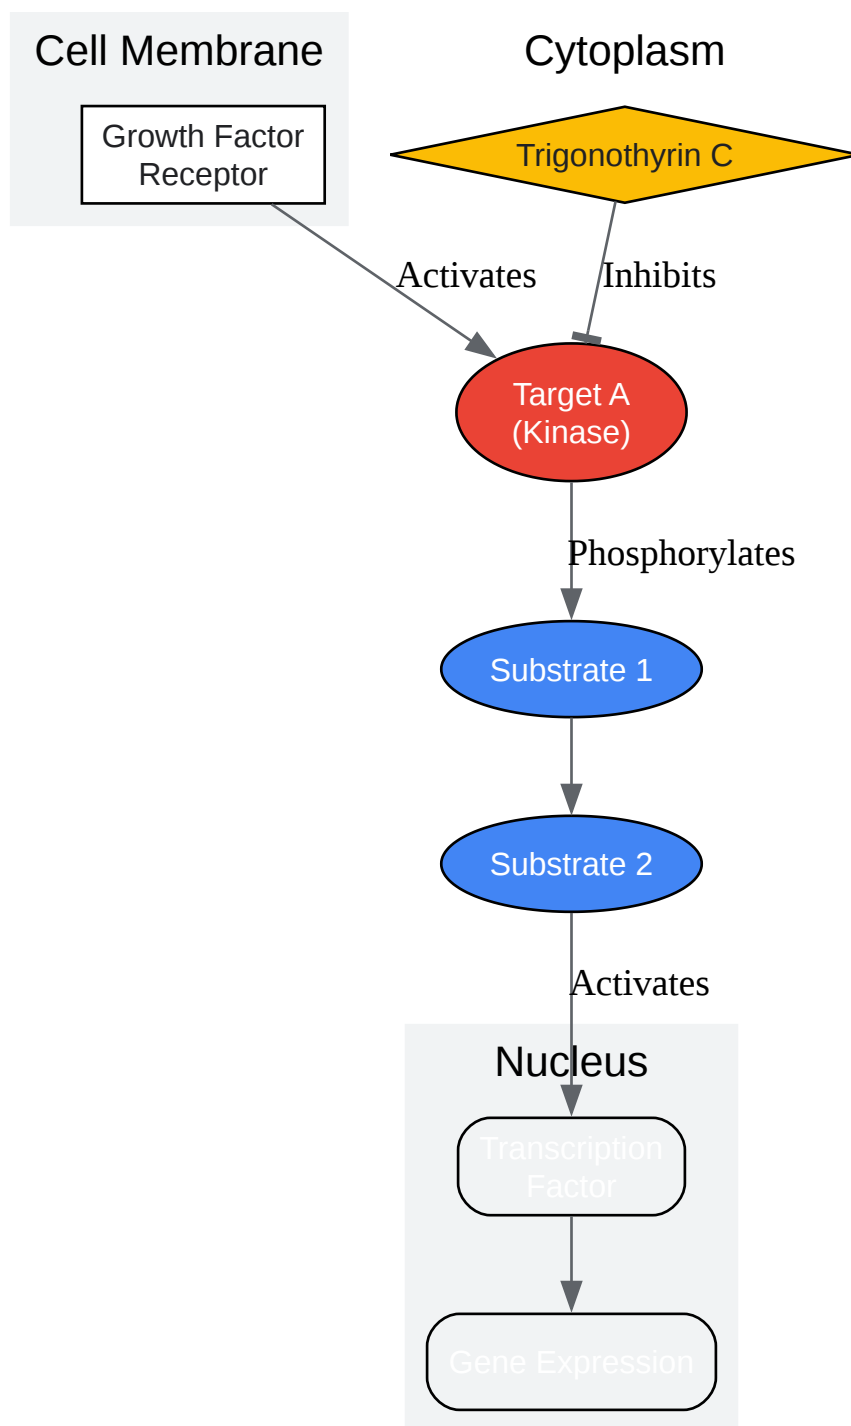 Cell Membrane
Cytoplasm
Growth Factor
Receptor
Trigonothyrin C
Activates
Inhibits
Target A
(Kinase)
Phosphorylates
Substrate 1
Substrate 2
Activates
Nucleus
Transcription
Factor
Gene Expression